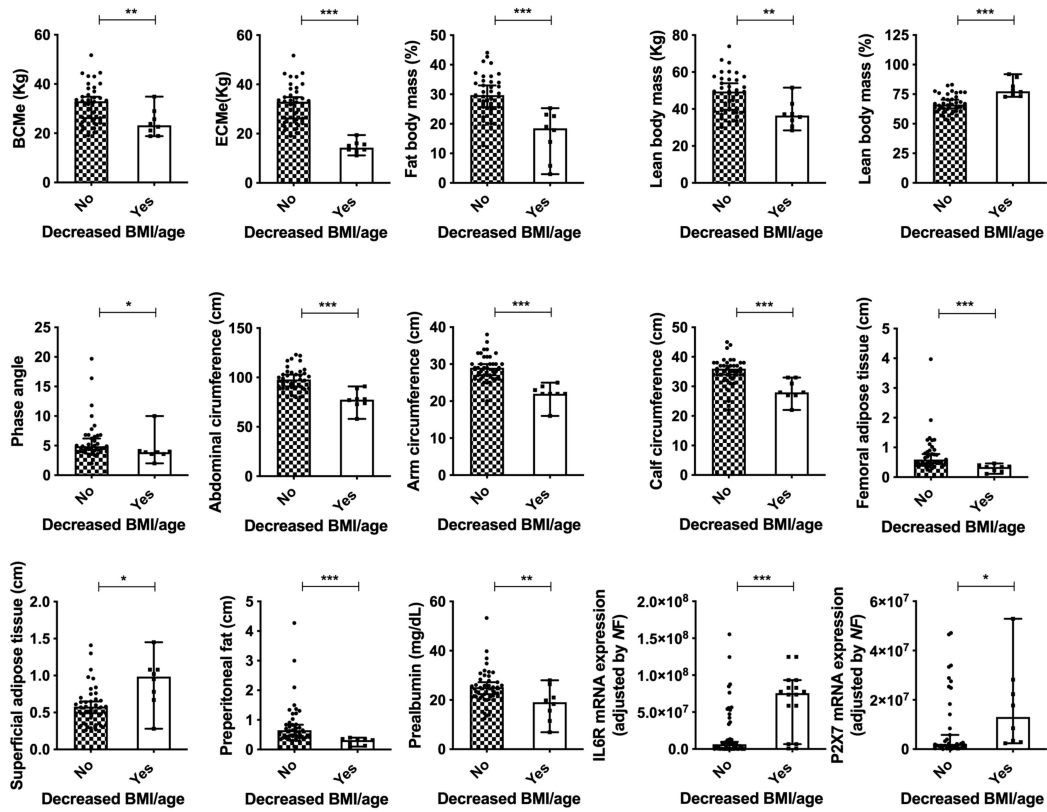 **
BCMe (Kg)
60
40
20
0
No
Yes
Decreased BMI/age
***
ECMe(Kg)
60
40
20
0
No
Yes
Decreased BMI/age
***
Fat body mass (%)
50
40
30
20
10
0
No
Yes
Decreased BMI/age
**
Lean body mass (Kg)
80
60
40
20
0
No
Yes
Decreased BMI/age
***
Lean body mass (%)
125
100
75
50
25
0
No
Yes
Decreased BMI/age
*
Phase angle
25
20
15
10
5
0
No
Yes
Decreased BMI/age
***
Abdominal cirumference (cm)
150
100
50
0
No
Yes
Decreased BMI/age
***
Arm circumference (cm)
40
30
20
10
0
No
Yes
Decreased BMI/age
***
Calf circumference (cm)
50
40
30
20
10
0
No
Yes
Decreased BMI/age
***
Femoral adipose tissue (cm)
5
4
3
2
1
0
No
Yes
Decreased BMI/age
*
Superficial adipose tissue (cm)
2.0
1.5
1.0
0.5
0.0
No
Yes
Decreased BMI/age
***
Preperitoneal fat (cm)
5
4
3
2
1
0
No
Yes
Decreased BMI/age
**
Prealbumin (mg/dL)
60
40
20
0
No
Yes
Decreased BMI/age
***
IL6R mRNA expression
(adjusted by NF)
2.0×10⁸
1.5×10⁸
1.0×10⁸
5.0×10⁷
0.0
No
Yes
Decreased BMI/age
*
P2X7 mRNA expression
(adjusted by NF)
6×10⁷
4×10⁷
2×10⁷
0
No
Yes
Decreased BMI/age